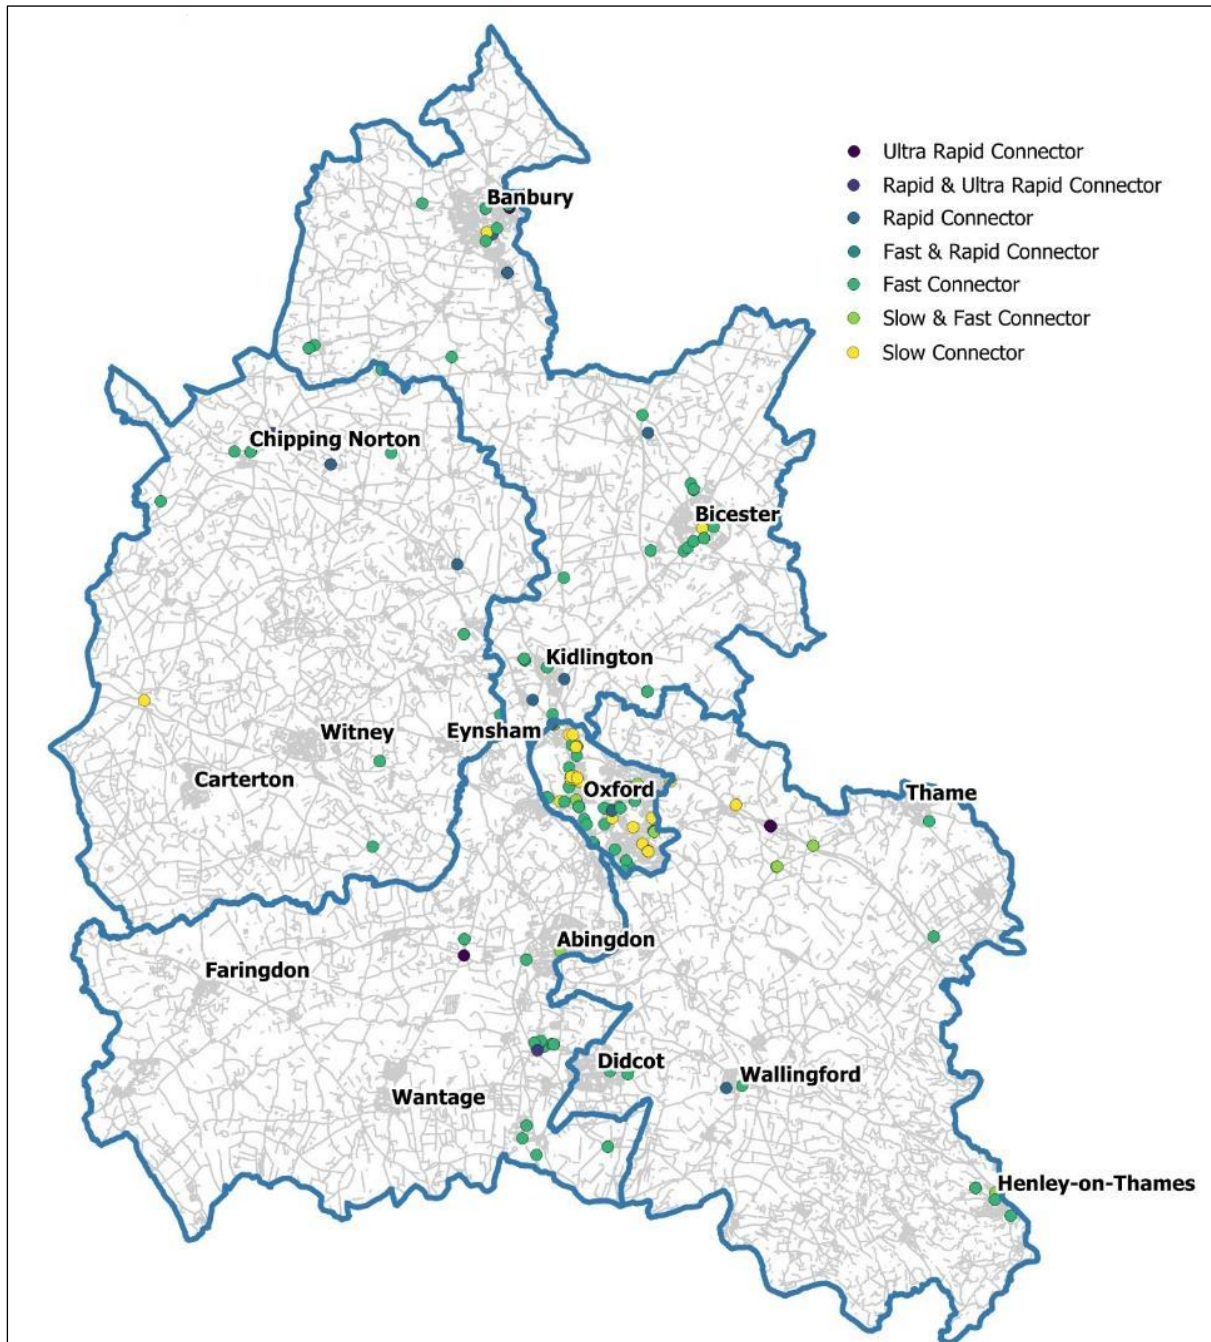 Ultra Rapid Connector
Rapid & Ultra Rapid Connector
Rapid Connector
Fast & Rapid Connector
Fast Connector
Slow & Fast Connector
Slow Connector
Banbury
Chipping Norton
Bicester
Kidlington
Eynsham
Witney
Carterton
Oxford
Thame
Abingdon
Faringdon
Didcot
Wallingford
Wantage
Henley-on-Thames